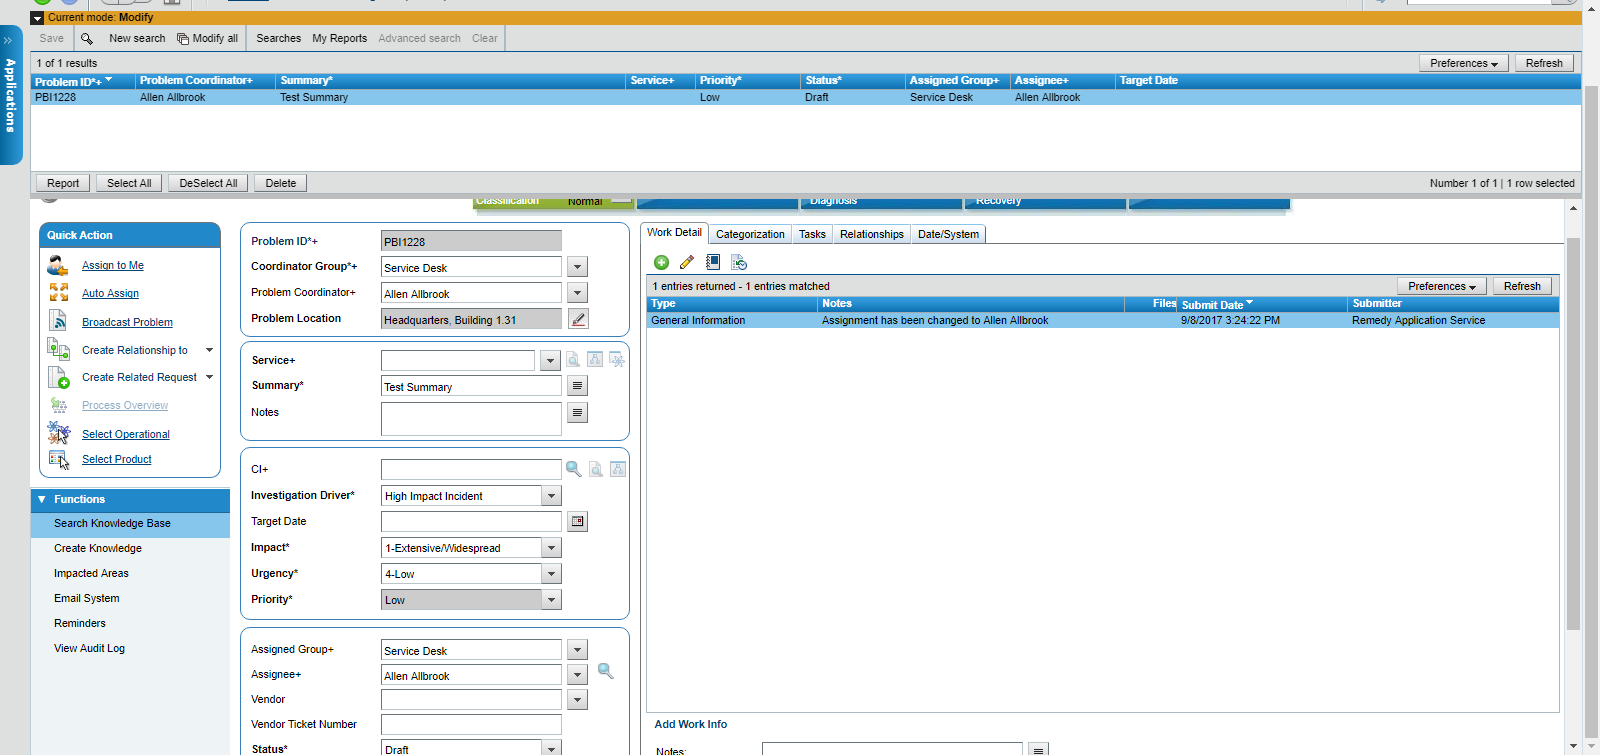 Current mode: Modify
Save New search Modify all Searches My Reports Advanced search Clear
1 of 1 results Preferences Refresh
Problem ID*+ Problem Coordinator+ Summary* Service+ Priority* Status* Assigned Group+ Assignee+ Target Date
PBI1228 Allen Allbrook Test Summary Low Draft Service Desk Allen Allbrook
Report Select All DeSelect All Delete Number 1 of 1 | 1 row selected
Classification Normal Diagnosis Recovery
Applications
Quick Action
Assign to Me
Auto Assign
Broadcast Problem
Create Relationship to
Create Related Request
Process Overview
Select Operational
Select Product
Functions
Search Knowledge Base
Create Knowledge
Impacted Areas
Email System
Reminders
View Audit Log
Problem ID*+ PBI1228
Coordinator Group*+ Service Desk
Problem Coordinator+ Allen Allbrook
Problem Location Headquarters, Building 1.31
Service+
Summary* Test Summary
Notes
CI+
Investigation Driver* High Impact Incident
Target Date
Impact* 1-Extensive/Widespread
Urgency* 4-Low
Priority* Low
Assigned Group+ Service Desk
Assignee+ Allen Allbrook
Vendor
Vendor Ticket Number
Status* Draft
Work Detail Categorization Tasks Relationships Date/System
1 entries returned - 1 entries matched Preferences Refresh
Type Notes Files Submit Date Submitter
General Information Assignment has been changed to Allen Allbrook 9/8/2017 3:24:22 PM Remedy Application Service
Add Work Info
Notes: